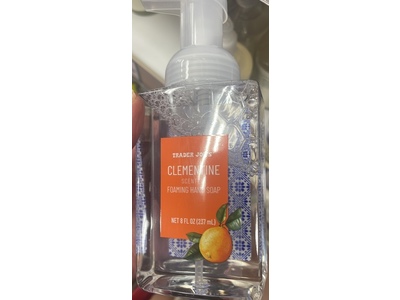 TRADER JOE'S
CLEMENTINE
SCENTED
FOAMING HAND SOAP
NET 8 FL OZ (237 mL)